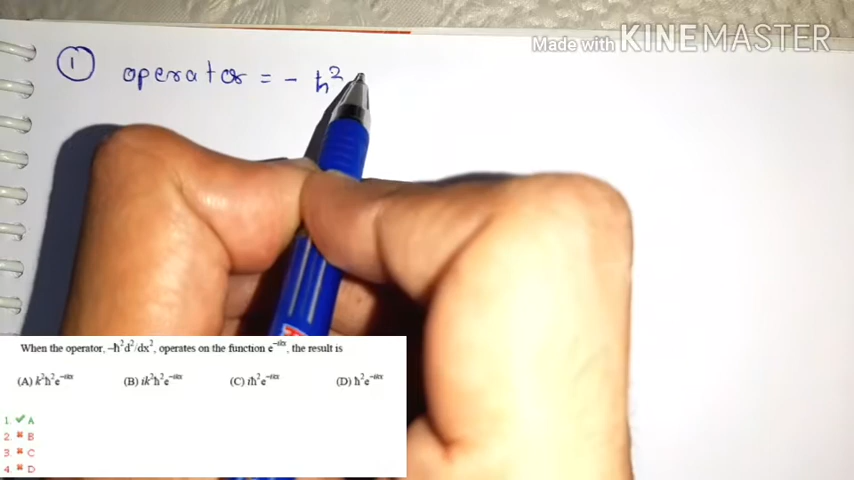 Made with KINEMASTER
① operator = - ħ²
When the operator, –ħ²d²/dx², operates on the function e⁻ⁱᵏˣ, the result is
(A) k²ħ²e⁻ⁱᵏˣ (B) ik²ħ²e⁻ⁱᵏˣ (C) iħ²e⁻ⁱᵏˣ (D) ħ²e⁻ⁱᵏˣ
1. ✔ A
2. ✖ B
3. ✖ C
4. ✖ D